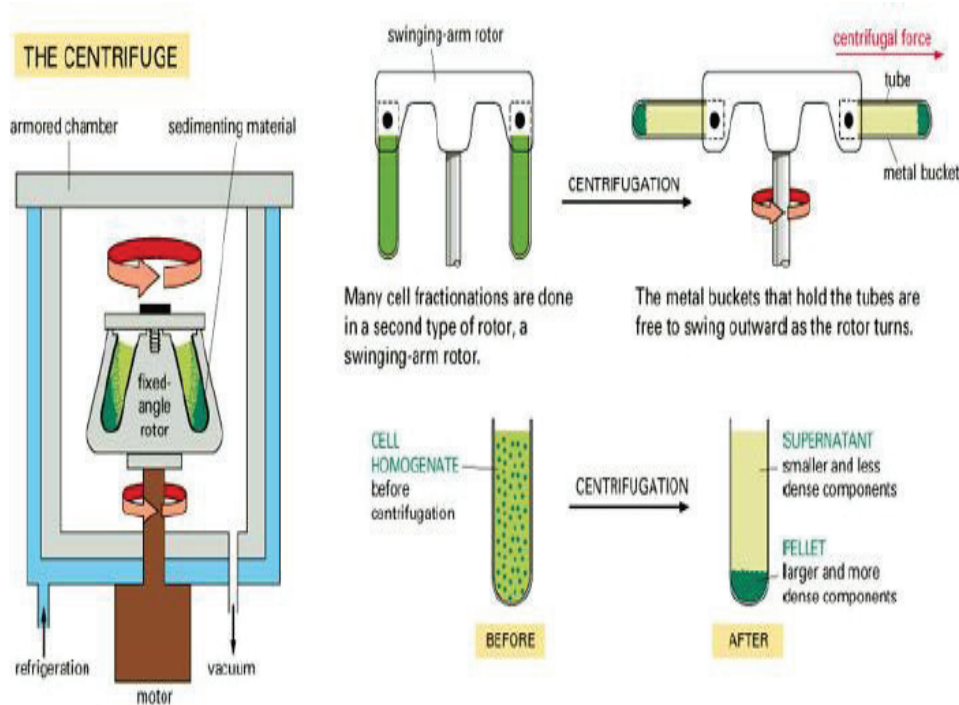 THE CENTRIFUGE
armored chamber
sedimenting material
fixed-
angle
rotor
refrigeration
vacuum
motor
swinging-arm rotor
CENTRIFUGATION
centrifugal force
tube
metal bucket
Many cell fractionations are done
in a second type of rotor, a
swinging-arm rotor.
The metal buckets that hold the tubes are
free to swing outward as the rotor turns.
CELL
HOMOGENATE
before
centrifugation
CENTRIFUGATION
SUPERNATANT
smaller and less
dense components
PELLET
larger and more
dense components
BEFORE
AFTER